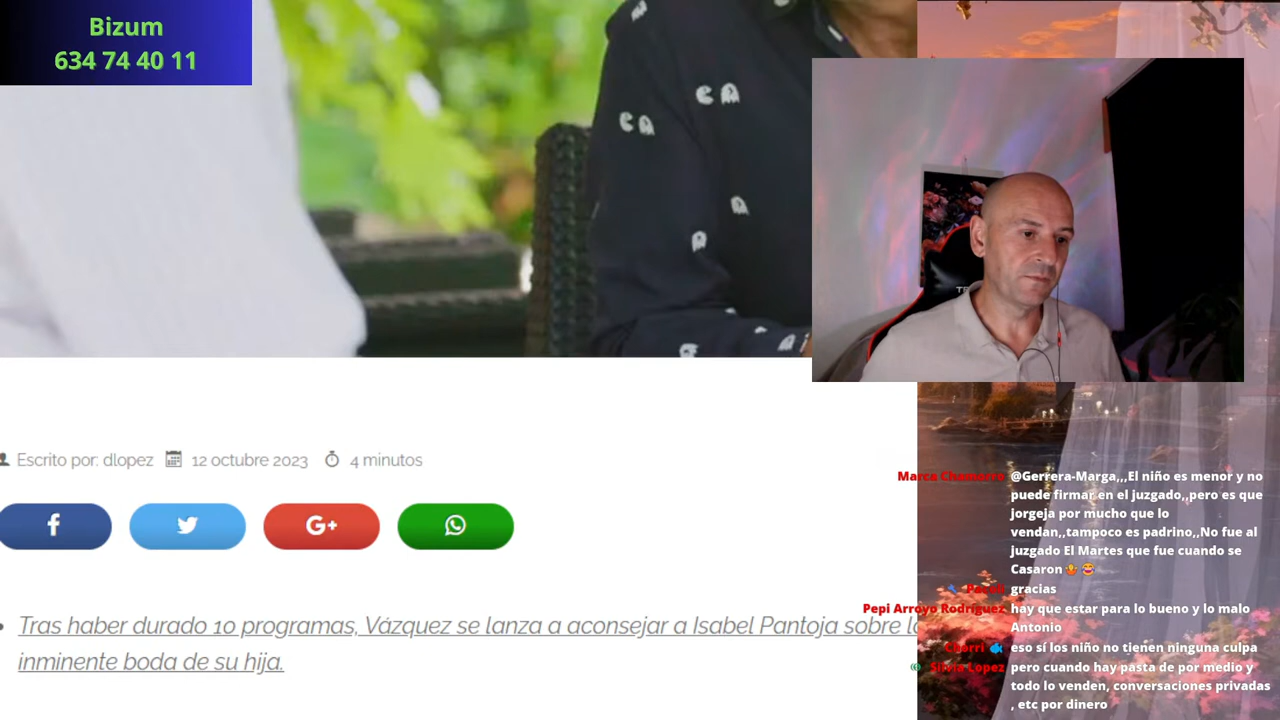 Bizum
634 74 40 11
Escrito por: dlopez 12 octubre 2023 4 minutos
G+
Tras haber durado 10 programas, Vázquez se lanza a aconsejar a Isabel Pantoja sobre
inminente boda de su hija.
Marca Chamorro @Gerrera-Marga,,,El niño es menor y no
puede firmar en el juzgado,,pero es que
jorgeja por mucho que lo
vendan,,tampoco es padrino,,No fue al
juzgado El Martes que fue cuando se
Casaron
gracias
Pepi Arroyo Rodriguez hay que estar para lo bueno y lo malo
Antonio
Charri eso sí los niño no tienen ninguna culpa
Silvia Lopez pero cuando hay pasta de por medio y
todo lo venden, conversaciones privadas
, etc por dinero